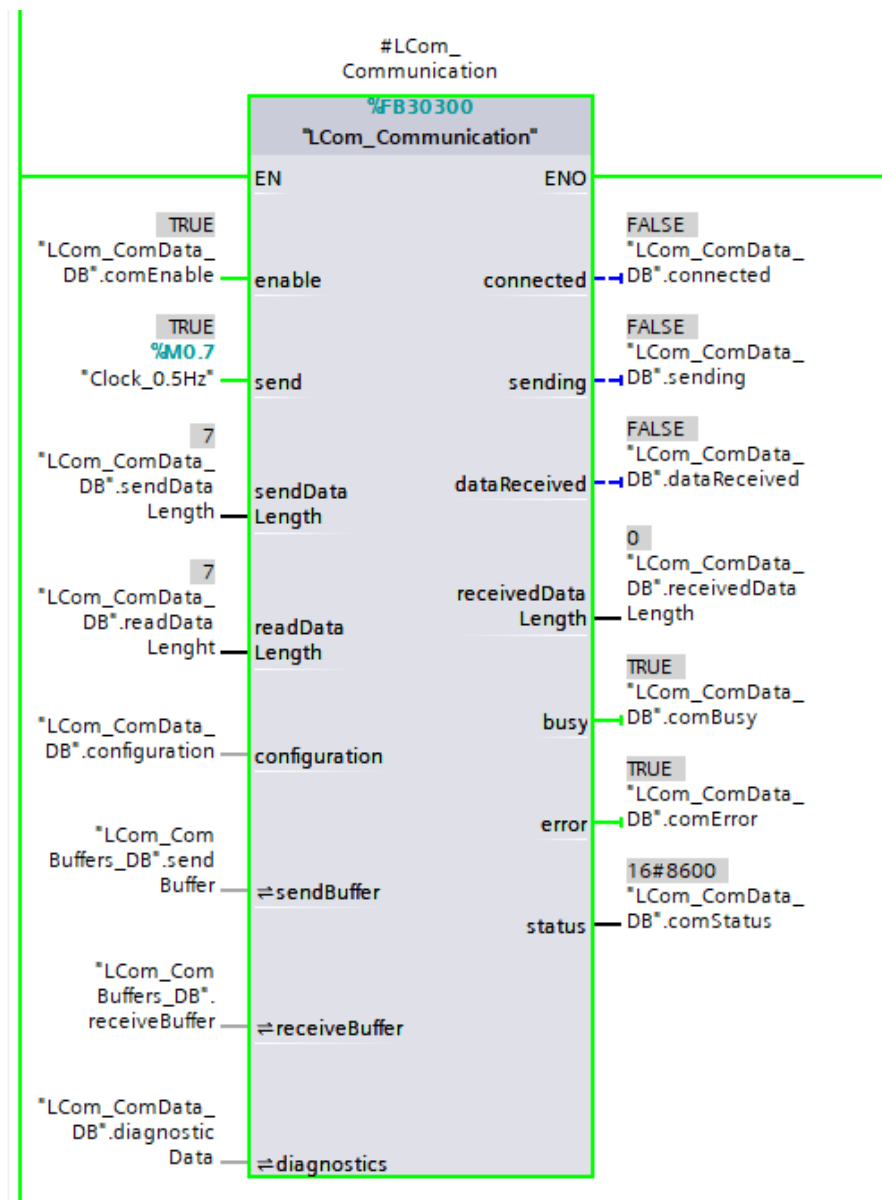 #LCom_
Communication
%FB30300
"LCom_Communication"
EN
ENO
TRUE
"LCom_ComData_
DB".comEnable
enable
connected
FALSE
"LCom_ComData_
DB".connected
TRUE
%M0.7
"Clock_0.5Hz"
send
sending
FALSE
"LCom_ComData_
DB".sending
7
"LCom_ComData_
DB".sendData
Length
sendData
Length
dataReceived
FALSE
"LCom_ComData_
DB".dataReceived
7
"LCom_ComData_
DB".readData
Lenght
readData
Length
receivedData
Length
0
"LCom_ComData_
DB".receivedData
Length
busy
TRUE
"LCom_ComData_
DB".comBusy
"LCom_ComData_
DB".configuration
configuration
error
TRUE
"LCom_ComData_
DB".comError
"LCom_Com
Buffers_DB".send
Buffer
⇌sendBuffer
status
16#8600
"LCom_ComData_
DB".comStatus
"LCom_Com
Buffers_DB".
receiveBuffer
⇌receiveBuffer
"LCom_ComData_
DB".diagnostic
Data
⇌diagnostics